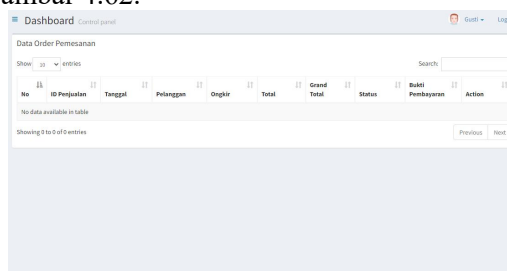 Gambar 4.62.
Dashboard Control panel
Gusti
Log
Data Order Pemesanan
Show 10 entries
Search:
No ID Penjualan Tanggal Pelanggan Ongkir Total Grand Total Status Bukti Pembayaran Action
No data available in table
Showing 0 to 0 of 0 entries
Previous Next